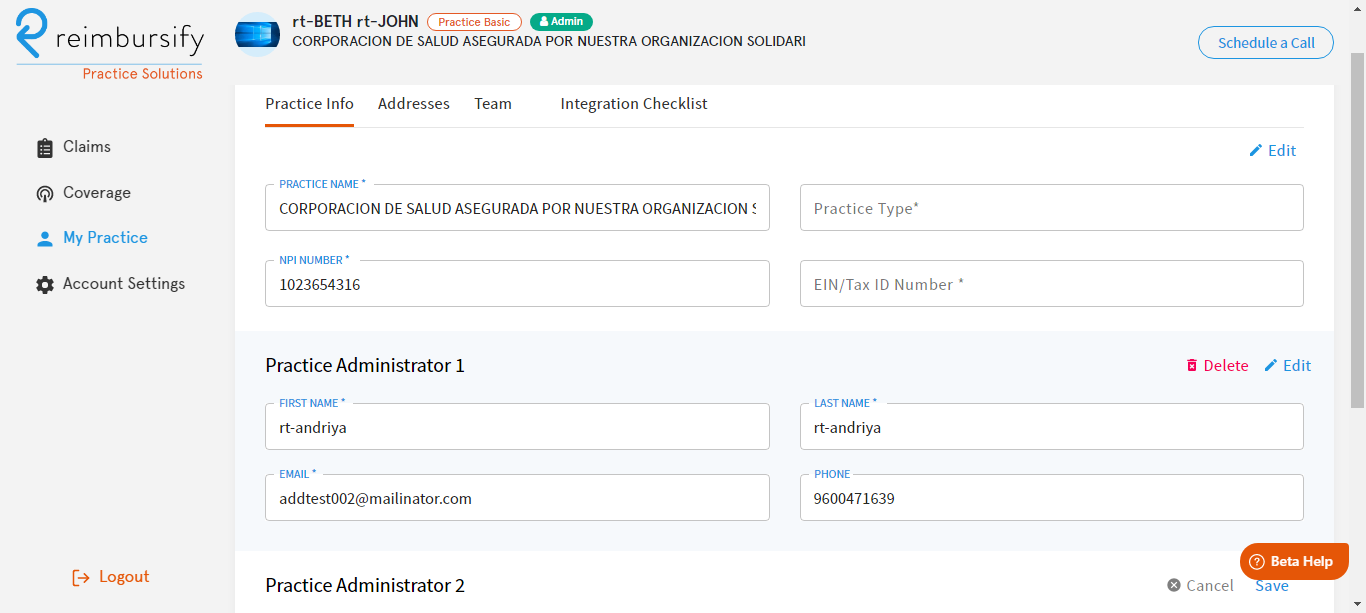 reimbursify
Practice Solutions
rt-BETH rt-JOHN Practice Basic Admin
CORPORACION DE SALUD ASEGURADA POR NUESTRA ORGANIZACION SOLIDARI
Schedule a Call
Claims
Coverage
My Practice
Account Settings
Logout
Practice Info Addresses Team Integration Checklist
Edit
PRACTICE NAME *
CORPORACION DE SALUD ASEGURADA POR NUESTRA ORGANIZACION S
Practice Type*
NPI NUMBER *
1023654316
EIN/Tax ID Number *
Practice Administrator 1
Delete Edit
FIRST NAME *
rt-andriya
LAST NAME *
rt-andriya
EMAIL *
addtest002@mailinator.com
PHONE
9600471639
Beta Help
Practice Administrator 2
Cancel Save